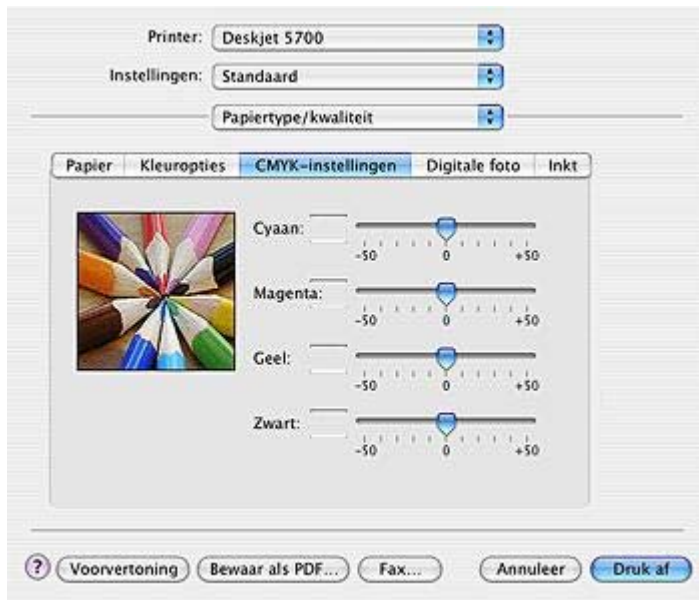 Printer: Deskjet 5700
Instellingen: Standaard
Papiertype/kwaliteit
Papier Kleuropties CMYK-instellingen Digitale foto Inkt
Cyaan:
-50 0 +50
Magenta:
-50 0 +50
Geel:
-50 0 +50
Zwart:
-50 0 +50
? Voorvertoning Bewaar als PDF... Fax... Annuleer Druk af